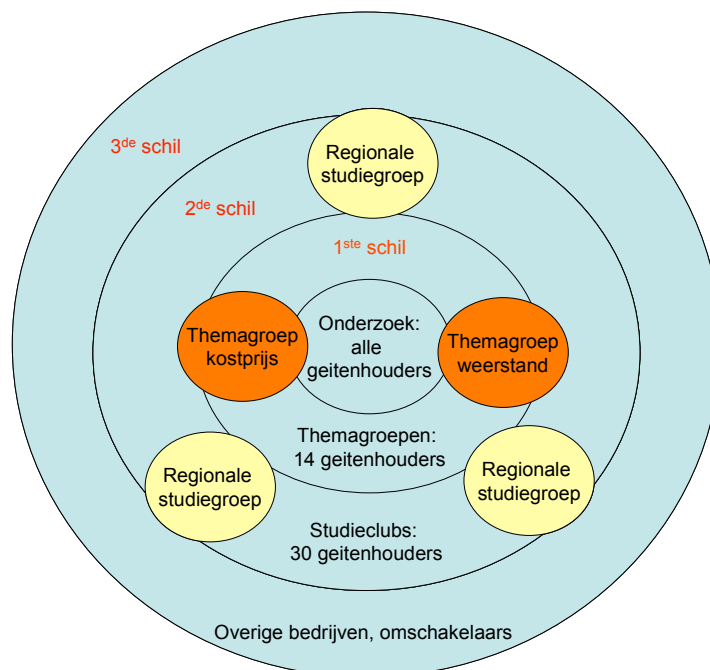 3de schil
Regionale
studiegroep
2de schil
1ste schil
Themagroep
kostprijs
Onderzoek:
alle
geitenhouders
Themagroep
weerstand
Themagroepen:
14 geitenhouders
Regionale
studiegroep
Regionale
studiegroep
Studieclubs:
30 geitenhouders
Overige bedrijven, omschakelaars